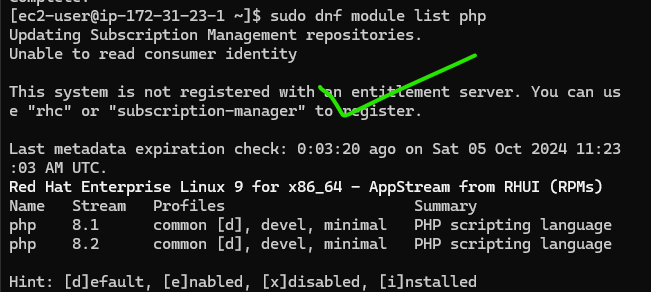 Complete!
[ec2-user@ip-172-31-23-1 ~]$ sudo dnf module list php
Updating Subscription Management repositories.
Unable to read consumer identity
This system is not registered with an entitlement server. You can us
e "rhc" or "subscription-manager" to register.
Last metadata expiration check: 0:03:20 ago on Sat 05 Oct 2024 11:23
:03 AM UTC.
Red Hat Enterprise Linux 9 for x86_64 - AppStream from RHUI (RPMs)
Name Stream Profiles Summary
php 8.1 common [d], devel, minimal PHP scripting language
php 8.2 common [d], devel, minimal PHP scripting language
Hint: [d]efault, [e]nabled, [x]disabled, [i]nstalled